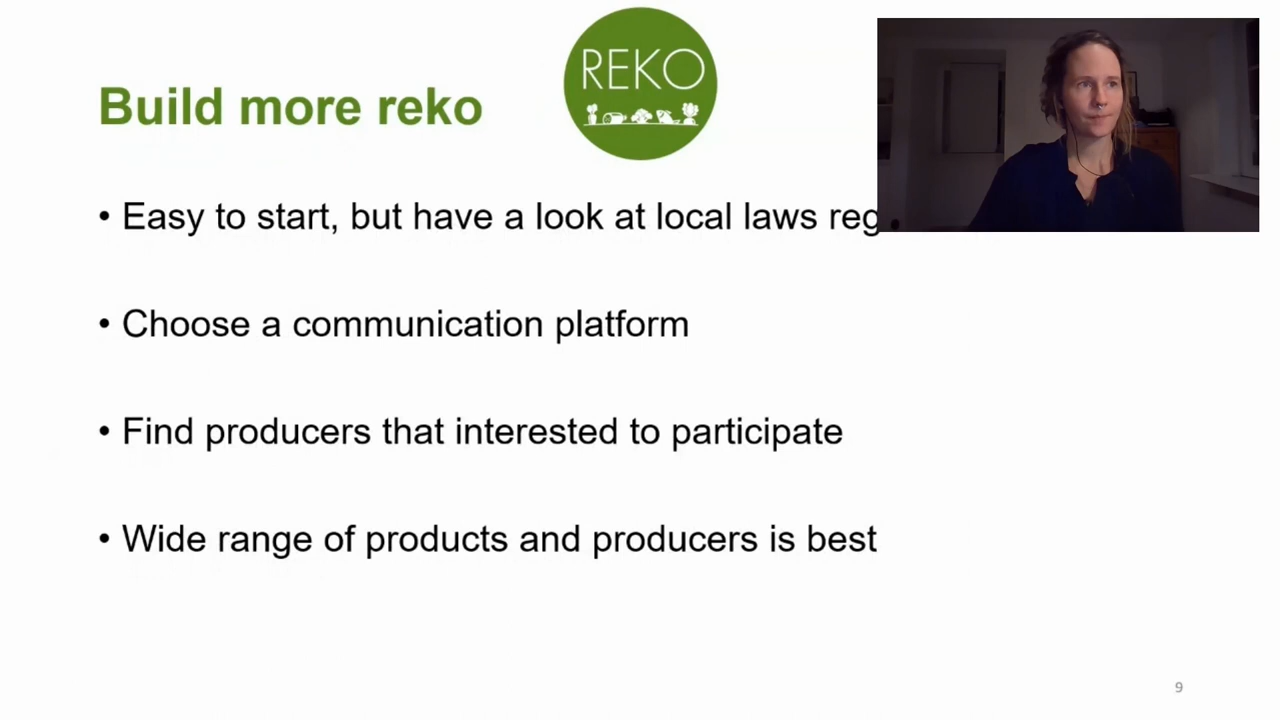 REKO
Build more reko
• Easy to start, but have a look at local laws
• Choose a communication platform
• Find producers that interested to participate
• Wide range of products and producers is best
9